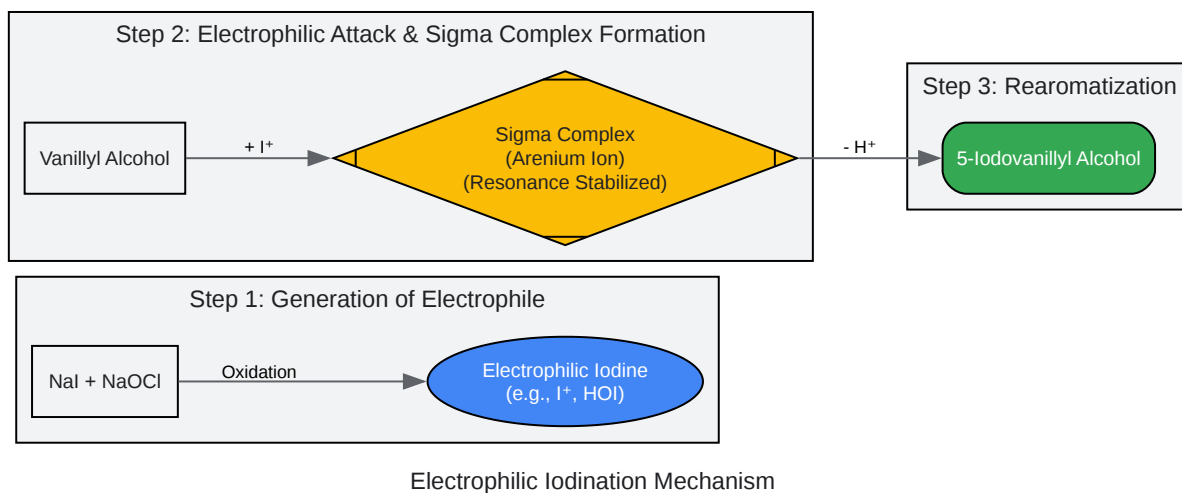 Step 2: Electrophilic Attack & Sigma Complex Formation
Vanillyl Alcohol
+ I⁺
Sigma Complex
(Arenium Ion)
(Resonance Stabilized)
- H⁺
Step 3: Rearomatization
5-Iodovanillyl Alcohol
Step 1: Generation of Electrophile
NaI + NaOCl
Oxidation
Electrophilic Iodine
(e.g., I⁺, HOI)
Electrophilic Iodination Mechanism